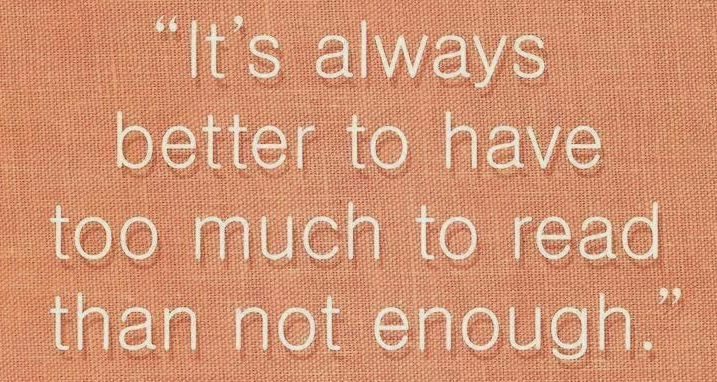 “It’s always
better to have
too much to read
than not enough.”